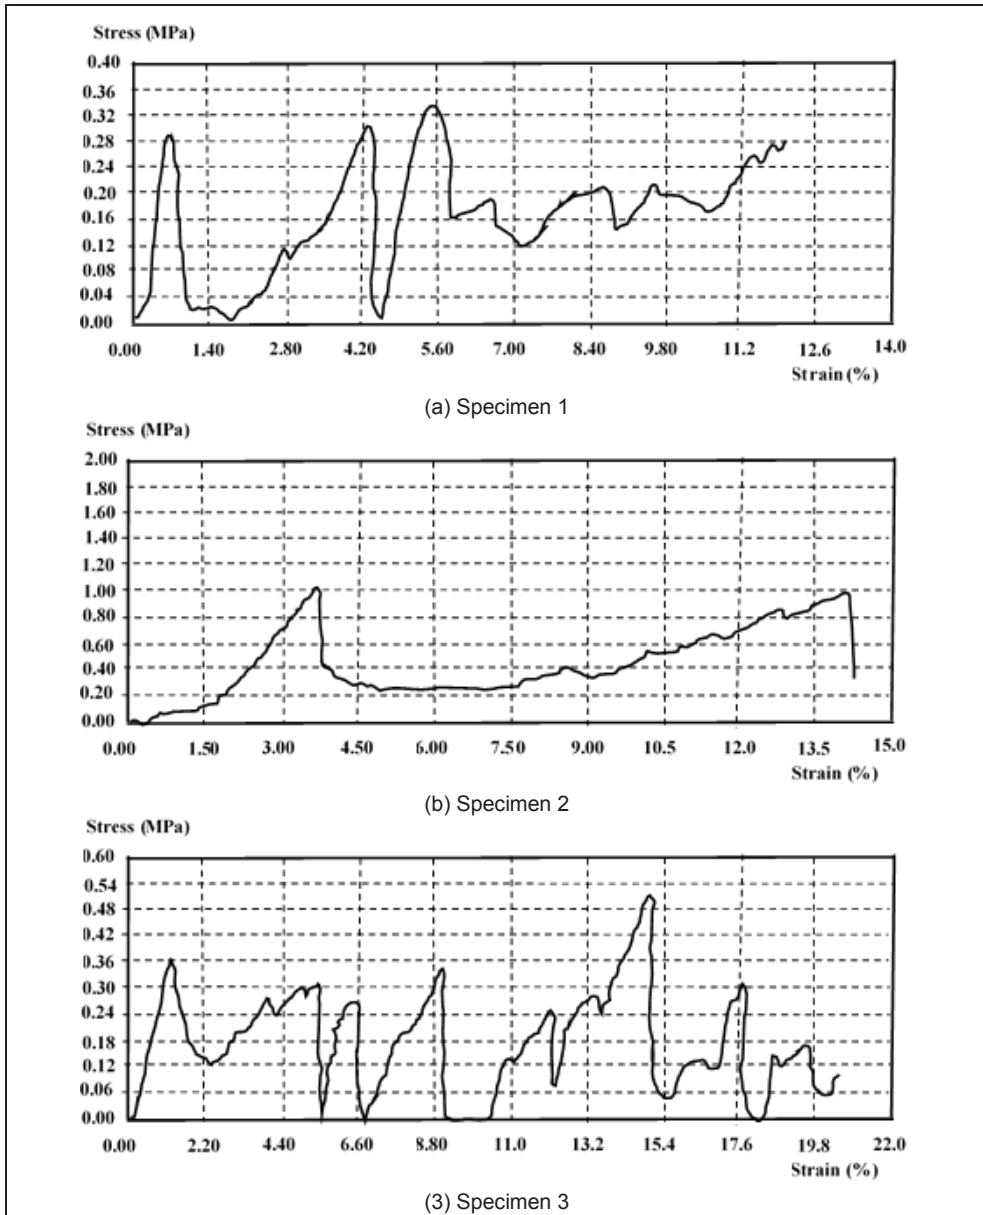 Stress (MPa)
0.40
0.36
0.32
0.28
0.24
0.20
0.16
0.12
0.08
0.04
0.00
0.00 1.40 2.80 4.20 5.60 7.00 8.40 9.80 11.2 12.6 14.0
Strain (%)
(a) Specimen 1
Stress (MPa)
2.00
1.80
1.60
1.40
1.20
1.00
0.80
0.60
0.40
0.20
0.00
0.00 1.50 3.00 4.50 6.00 7.50 9.00 10.5 12.0 13.5 15.0
Strain (%)
(b) Specimen 2
Stress (MPa)
0.60
0.54
0.48
0.42
0.36
0.30
0.24
0.18
0.12
0.06
0.00
0.00 2.20 4.40 6.60 8.80 11.0 13.2 15.4 17.6 19.8 22.0
Strain (%)
(3) Specimen 3